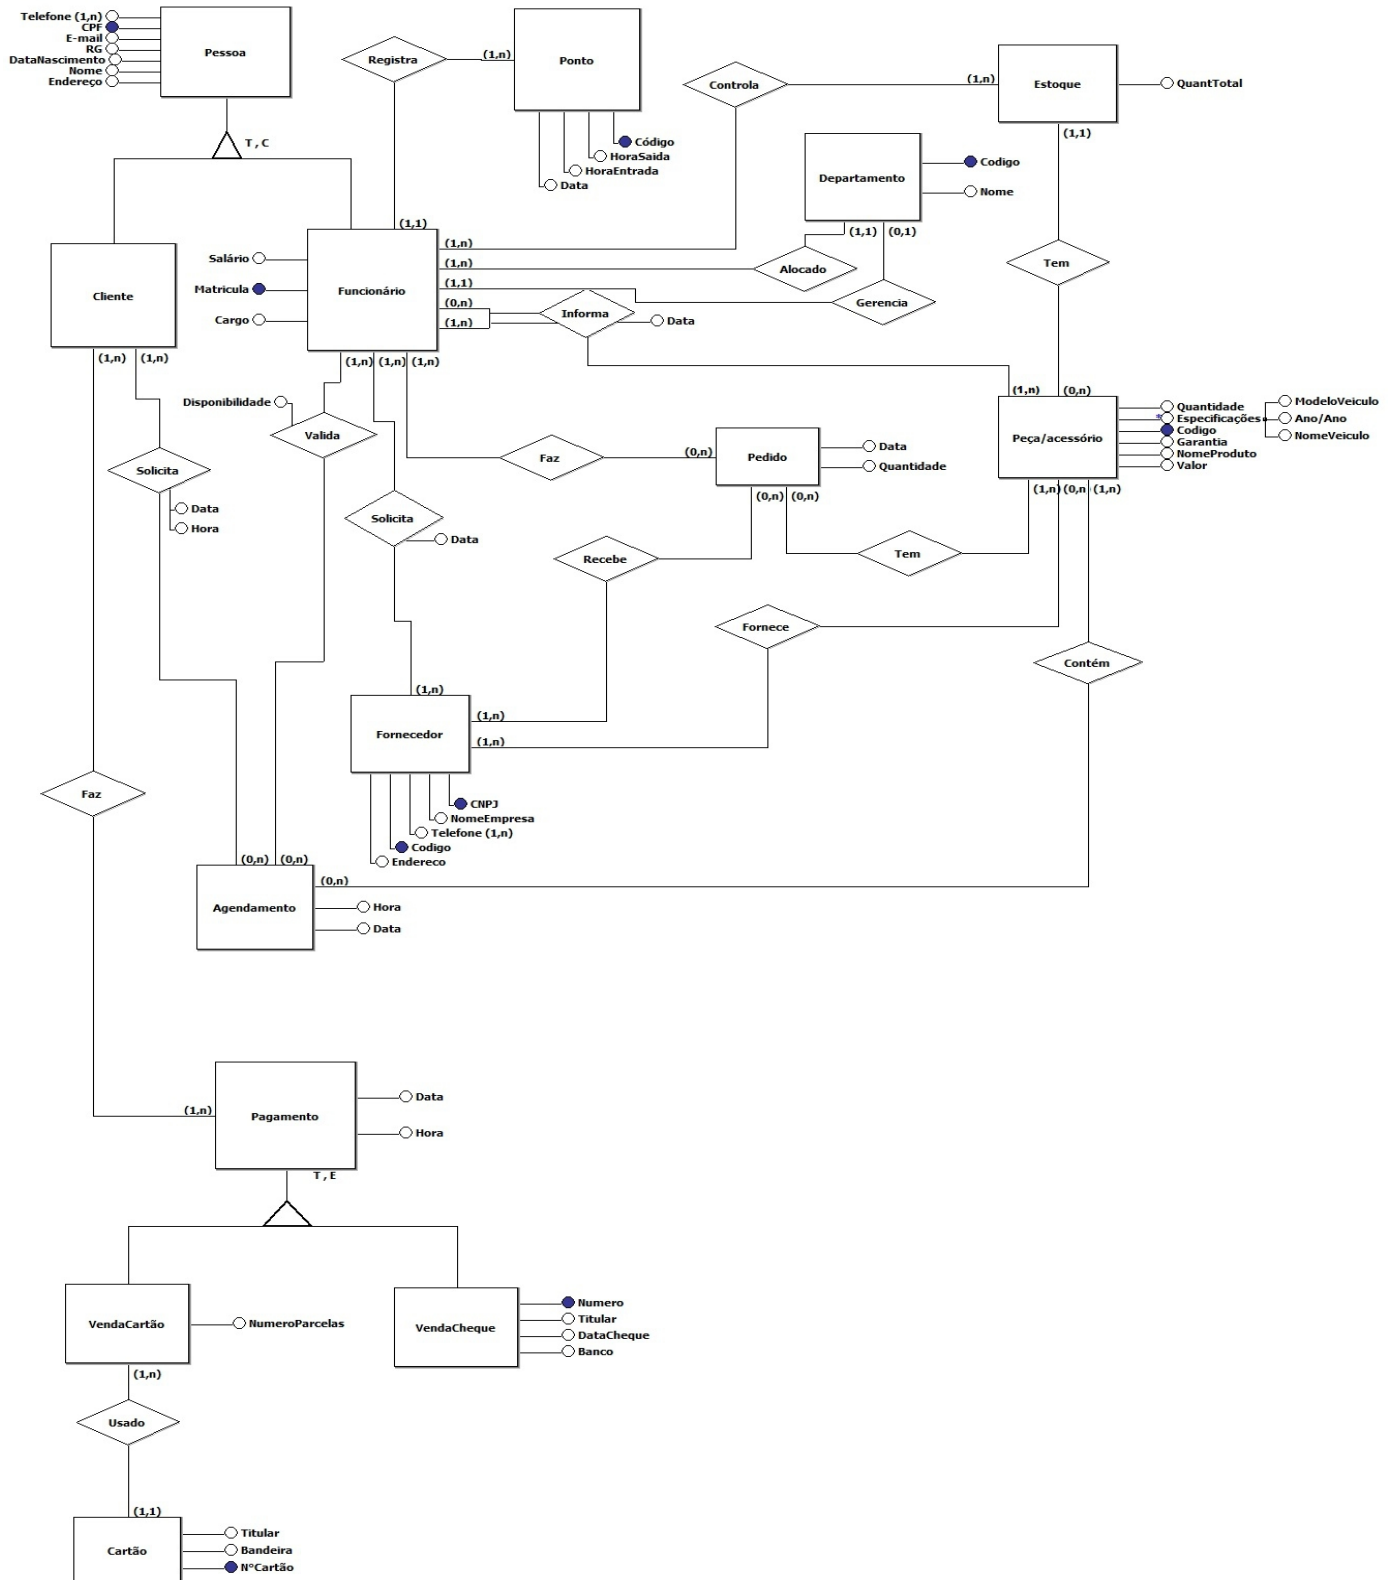 Telefone (1,n)
CPF
E-mail
RG
DataNascimento
Nome
Endereço
Pessoa
T , C
Registra
(1,n)
Ponto
Código
HoraSaida
HoraEntrada
Data
Controla
(1,n)
Estoque
QuantTotal
(1,1)
Departamento
Codigo
Nome
(1,1)
(0,1)
Alocado
Gerencia
Tem
Cliente
(1,n)
(1,n)
Salário
Matricula
Cargo
Funcionário
(1,1)
(1,n)
(1,n)
(1,1)
(0,n)
(1,n)
Informa
Data
(1,n)
(1,n)
(1,n)
Disponibilidade
Valida
Solicita
Data
Hora
Solicita
Data
Faz
(0,n)
Pedido
Data
Quantidade
(0,n)
(0,n)
(1,n)
(0,n)
Peça/acessório
Quantidade
*
Especificações
Codigo
Garantia
NomeProduto
Valor
ModeloVeiculo
Ano/Ano
NomeVeiculo
(1,n)
(0,n)
(1,n)
Recebe
Tem
Fornece
Contém
(1,n)
Fornecedor
(1,n)
(1,n)
CNPJ
NomeEmpresa
Telefone (1,n)
Codigo
Endereco
Faz
(0,n)
(0,n)
(0,n)
Agendamento
Hora
Data
(1,n)
Pagamento
Data
Hora
T , E
VendaCartão
NumeroParcelas
VendaCheque
Numero
Titular
DataCheque
Banco
(1,n)
Usado
(1,1)
Cartão
Titular
Bandeira
NºCartão